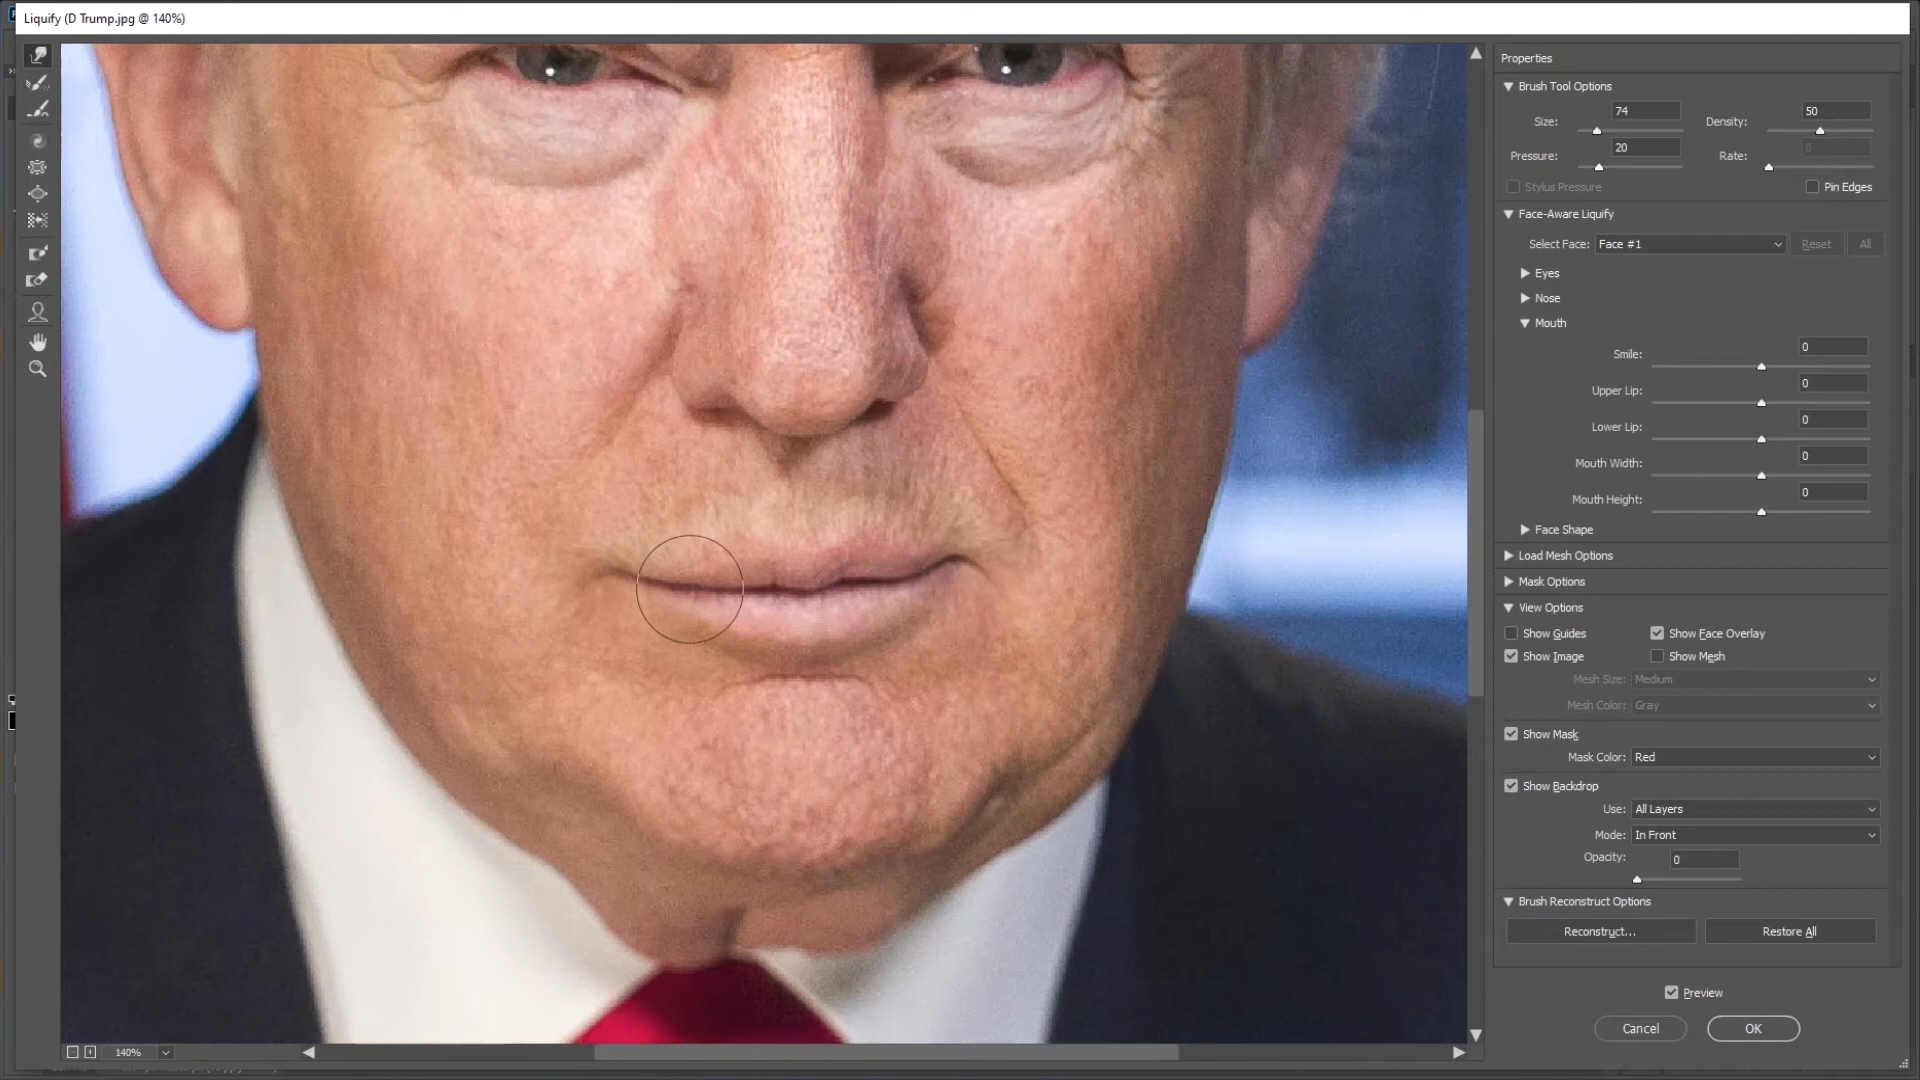 Liquify (D Trump.jpg @ 140%)
Properties
Brush Tool Options
Size: 74 Density: 50
Pressure: 20 Rate: 0
Stylus Pressure Pin Edges
Face-Aware Liquify
Select Face: Face #1 Reset All
Eyes
Nose
Mouth
Smile: 0
Upper Lip: 0
Lower Lip: 0
Mouth Width: 0
Mouth Height: 0
Face Shape
Load Mesh Options
Mask Options
View Options
Show Guides Show Face Overlay
Show Image Show Mesh
Mesh Size: Medium
Mesh Color: Gray
Show Mask
Mask Color: Red
Show Backdrop
Use: All Layers
Mode: In Front
Opacity: 0
Brush Reconstruct Options
Reconstruct... Restore All
Preview
Cancel OK
140%